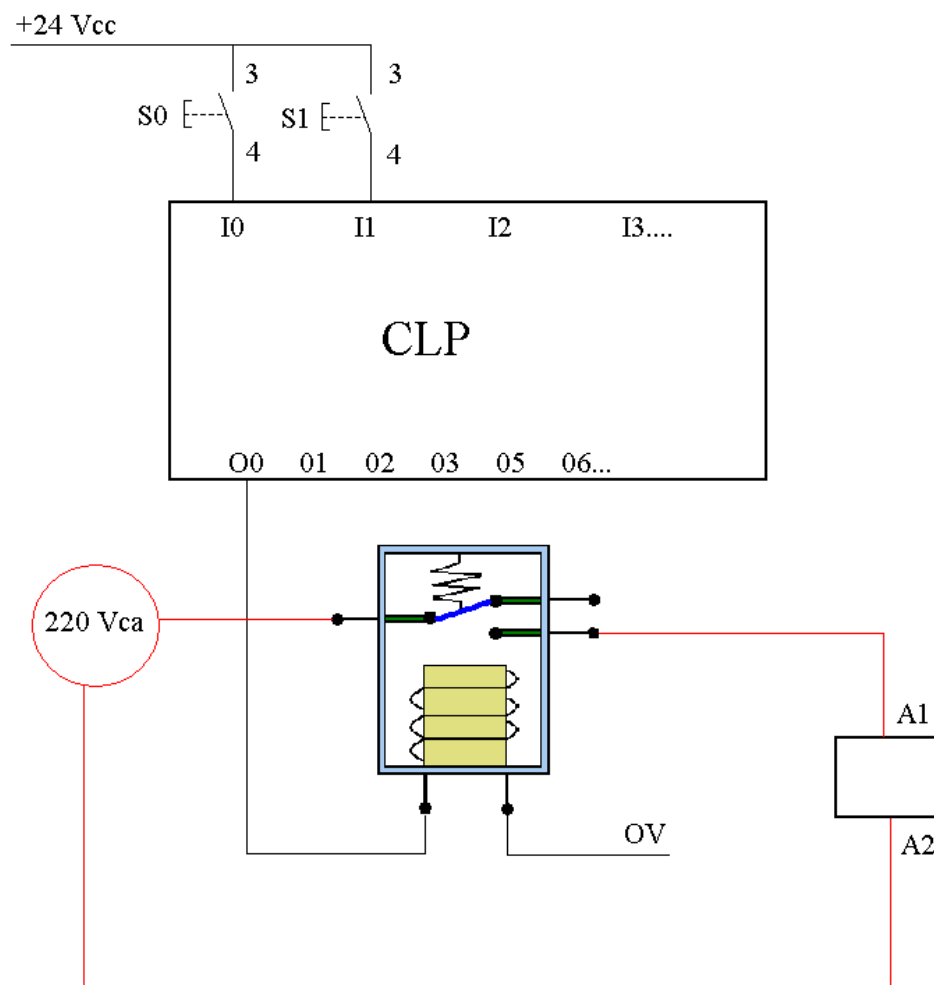 +24 Vcc
3 3
S0 S1
4 4
I0 I1 I2 I3....
CLP
O0 01 02 03 05 06...
220 Vca
A1
OV
A2